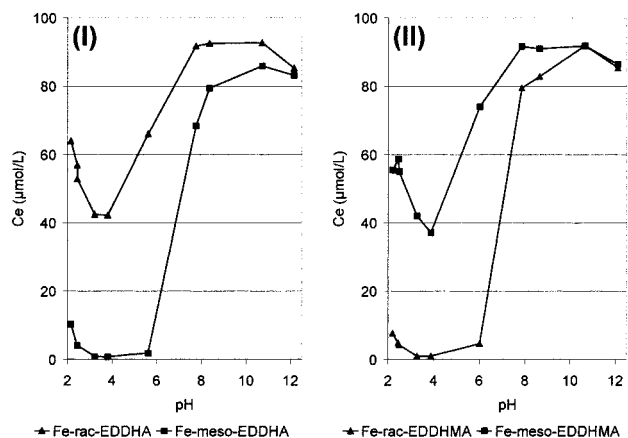 (I)
100
80
60
40
20
0
Ce (µmol/L)
2 4 6 8 10 12
pH
Fe-rac-EDDHA Fe-meso-EDDHA
(II)
100
80
60
40
20
0
Ce (µmol/L)
2 4 6 8 10 12
pH
Fe-rac-EDDHMA Fe-meso-EDDHMA